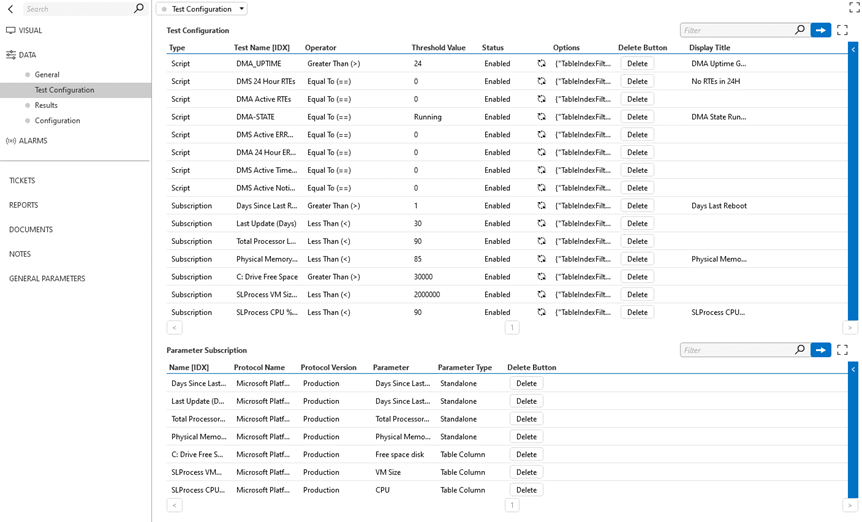 Search
VISUAL
DATA
General
Test Configuration
Results
Configuration
ALARMS
TICKETS
REPORTS
DOCUMENTS
NOTES
GENERAL PARAMETERS
Test Configuration
Test Configuration
Filter
Type Test Name [IDX] Operator Threshold Value Status Options Delete Button Display Title
Script DMA_UPTIME Greater Than (>) 24 Enabled {"TableIndexFilt... Delete DMA Uptime G...
Script DMS 24 Hour RTEs Equal To (==) 0 Enabled {"TableIndexFilt... Delete No RTEs in 24H
Script DMA Active RTEs Equal To (==) 0 Enabled {"TableIndexFilt... Delete
Script DMA-STATE Equal To (==) Running Enabled {"TableIndexFilt... Delete DMA State Run...
Script DMS Active ERR... Equal To (==) 0 Enabled {"TableIndexFilt... Delete
Script DMA 24 Hour ER... Equal To (==) 0 Enabled {"TableIndexFilt... Delete
Script DMS Active Time... Equal To (==) 0 Enabled {"TableIndexFilt... Delete
Script DMS Active Noti... Equal To (==) 0 Enabled {"TableIndexFilt... Delete
Subscription Days Since Last R... Greater Than (>) 1 Enabled {"TableIndexFilt... Delete Days Last Reboot
Subscription Last Update (Days) Less Than (<) 30 Enabled {"TableIndexFilt... Delete
Subscription Total Processor L... Less Than (<) 90 Enabled {"TableIndexFilt... Delete
Subscription Physical Memory... Less Than (<) 85 Enabled {"TableIndexFilt... Delete Physical Memo...
Subscription C: Drive Free Space Greater Than (>) 30000 Enabled {"TableIndexFilt... Delete
Subscription SLProcess VM Siz... Less Than (<) 2000000 Enabled {"TableIndexFilt... Delete
Subscription SLProcess CPU %... Less Than (<) 90 Enabled {"TableIndexFilt... Delete SLProcess CPU...
< 1 >
Parameter Subscription
Filter
Name [IDX] Protocol Name Protocol Version Parameter Parameter Type Delete Button
Days Since Last... Microsoft Platf... Production Days Since Last... Standalone Delete
Last Update (D... Microsoft Platf... Production Days Since Last... Standalone Delete
Total Processor... Microsoft Platf... Production Total Processor... Standalone Delete
Physical Memo... Microsoft Platf... Production Physical Memo... Standalone Delete
C: Drive Free S... Microsoft Platf... Production Free space disk Table Column Delete
SLProcess VM... Microsoft Platf... Production VM Size Table Column Delete
SLProcess CPU... Microsoft Platf... Production CPU Table Column Delete
< 1 >